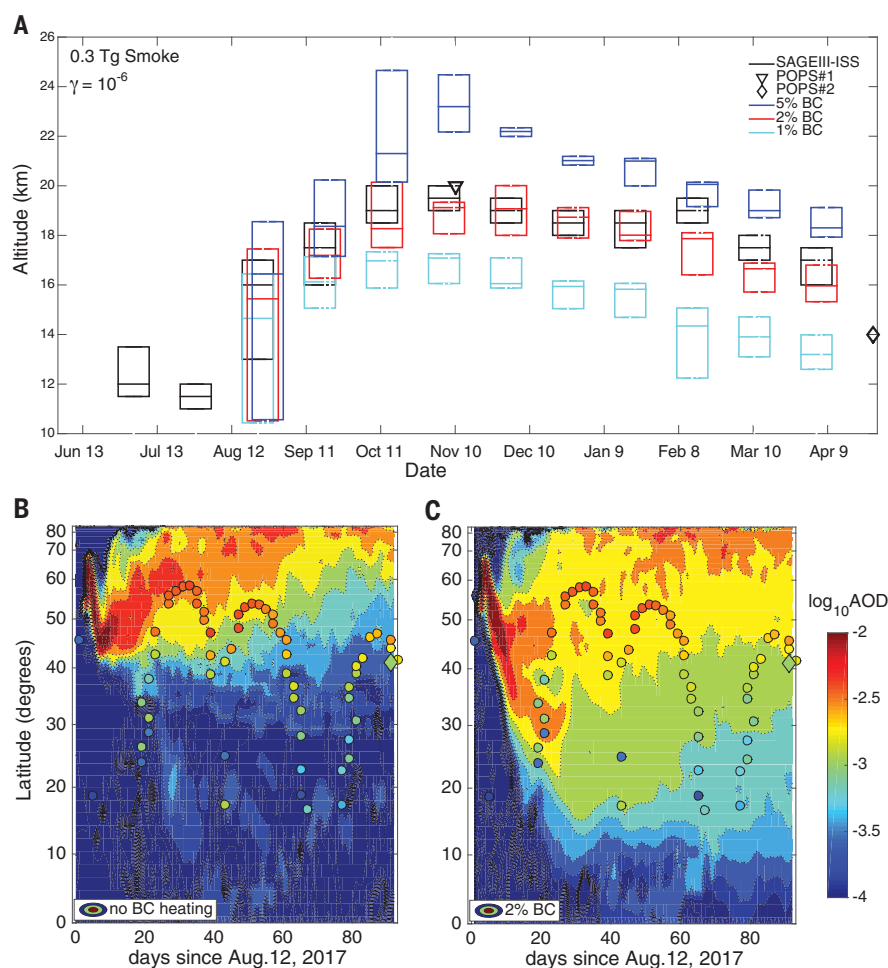 A
0.3 Tg Smoke
γ = 10-6
SAGEIII-ISS
POPS#1
POPS#2
5% BC
2% BC
1% BC
Altitude (km)
26
24
22
20
18
16
14
12
10
Jun 13 Jul 13 Aug 12 Sep 11 Oct 11 Nov 10 Dec 10 Jan 9 Feb 8 Mar 10 Apr 9
Date
B
Latitude (degrees)
80
70
60
50
40
30
20
10
0
no BC heating
0 20 40 60 80
days since Aug.12, 2017
C
80
70
60
50
40
30
20
10
0
2% BC
0 20 40 60 80
days since Aug.12, 2017
log10AOD
-2
-2.5
-3
-3.5
-4